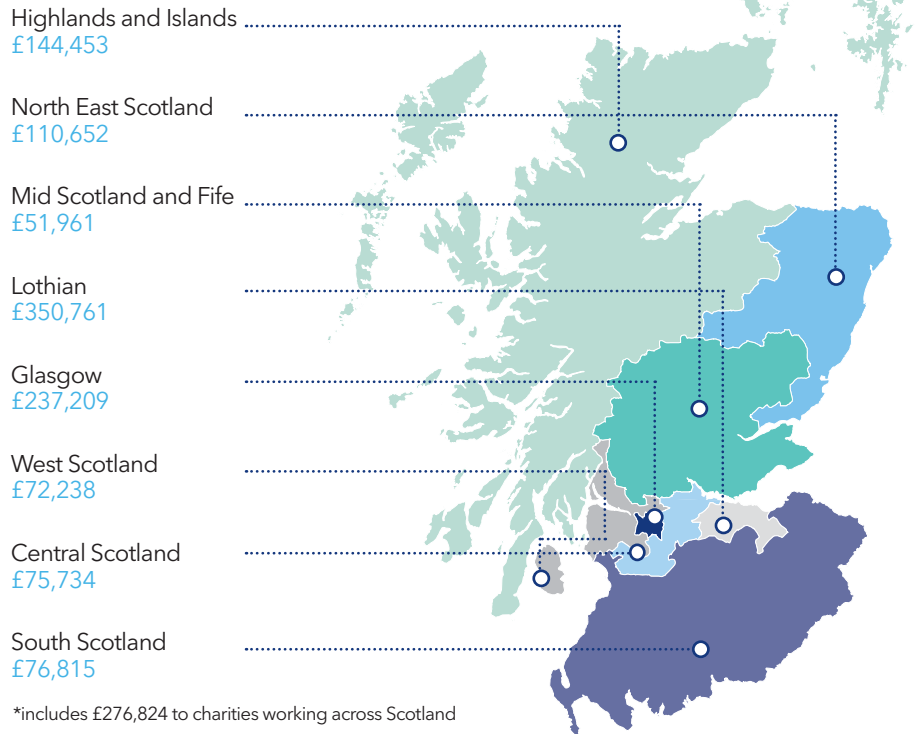 Highlands and Islands
£144,453
North East Scotland
£110,652
Mid Scotland and Fife
£51,961
Lothian
£350,761
Glasgow
£237,209
West Scotland
£72,238
Central Scotland
£75,734
South Scotland
£76,815
*includes £276,824 to charities working across Scotland